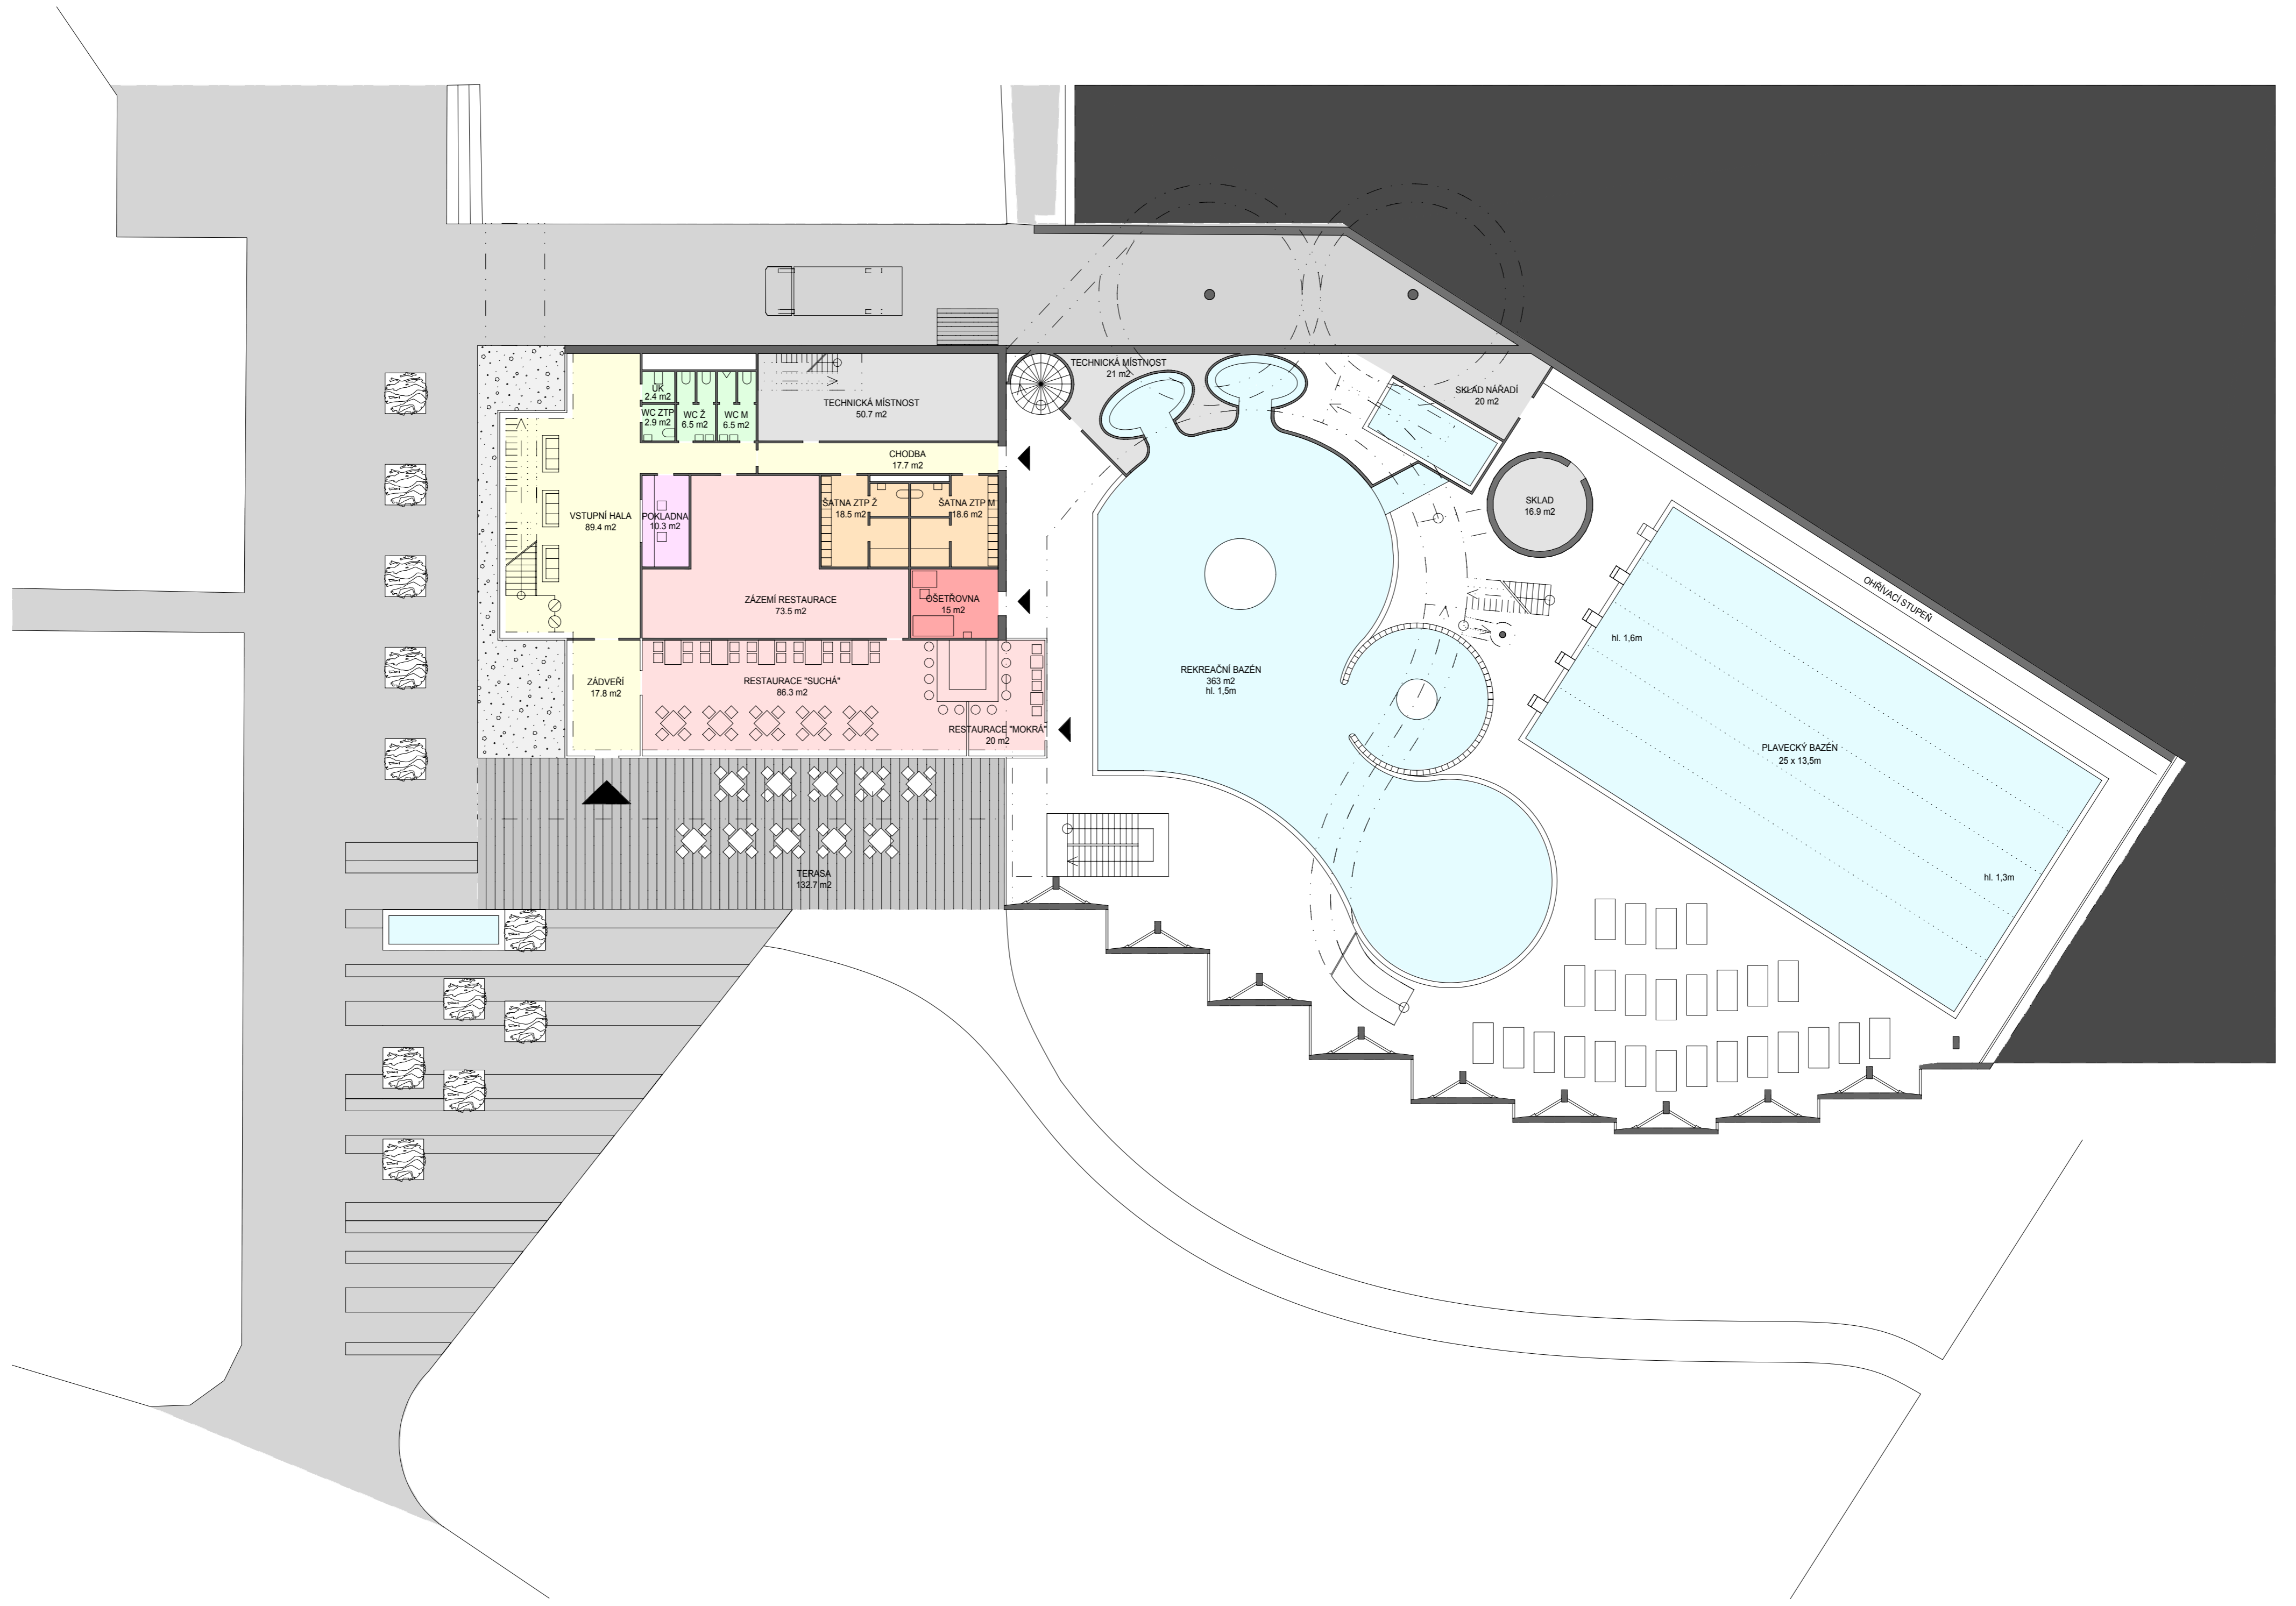 TECHNICKÁ MÍSTNOST
21 m2
ÚK
2.4 m2
WC ZTP
2.9 m2
WC Ž
6.5 m2
WC M
6.5 m2
TECHNICKÁ MÍSTNOST
50.7 m2
SKLAD NÁŘADÍ
20 m2
CHODBA
17.7 m2
VSTUPNÍ HALA
89.4 m2
POKLADNA
10.3 m2
ŠATNA ZTP Ž
18.5 m2
ŠATNA ZTP M
18.6 m2
SKLAD
16.9 m2
ZÁZEMÍ RESTAURACE
73.5 m2
OŠETŘOVNA
15 m2
OHŘÍVACÍ STUPEŇ
hl. 1,6m
ZÁDVEŘÍ
17.8 m2
RESTAURACE "SUCHÁ"
86.3 m2
REKREAČNÍ BAZÉN
363 m2
hl. 1,5m
RESTAURACE "MOKRÁ"
20 m2
PLAVECKÝ BAZÉN
25 x 13,5m
TERASA
132.7 m2
hl. 1,3m